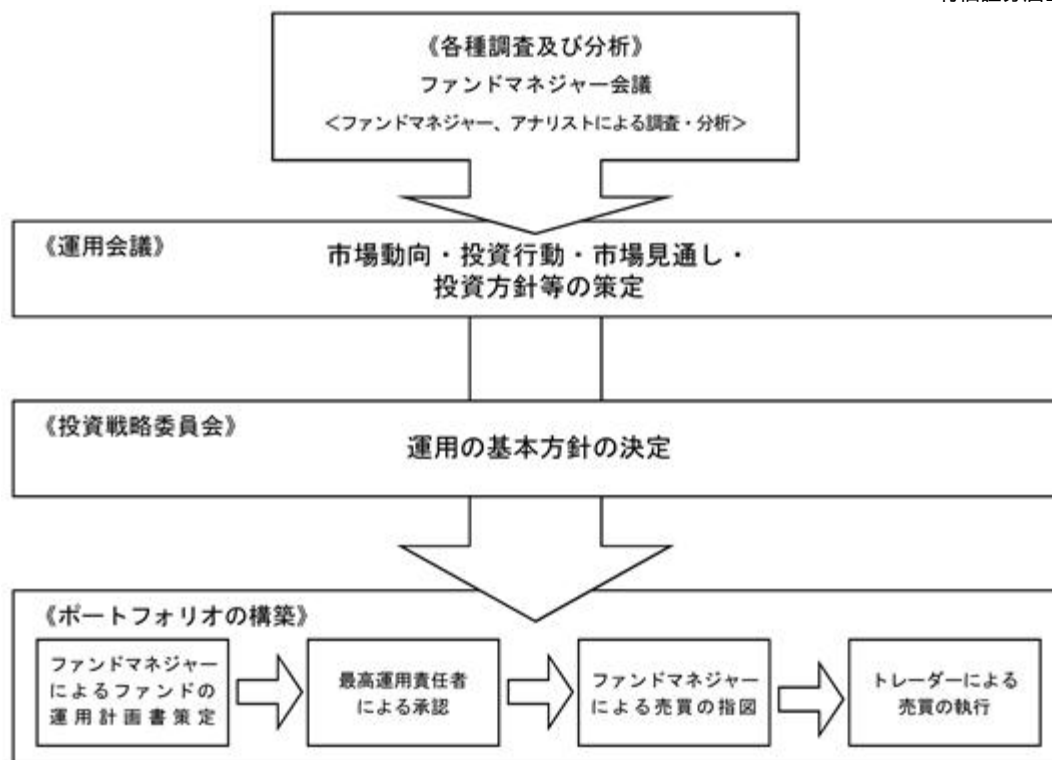 《各種調査及び分析》
ファンドマネジャー会議
＜ファンドマネジャー、アナリストによる調査・分析＞
《運用会議》
市場動向・投資行動・市場見通し・
投資方針等の策定
《投資戦略委員会》
運用の基本方針の決定
《ポートフォリオの構築》
ファンドマネジャー
によるファンドの
運用計画書策定
最高運用責任者
による承認
ファンドマネジャー
による売買の指図
トレーダーによる
売買の執行